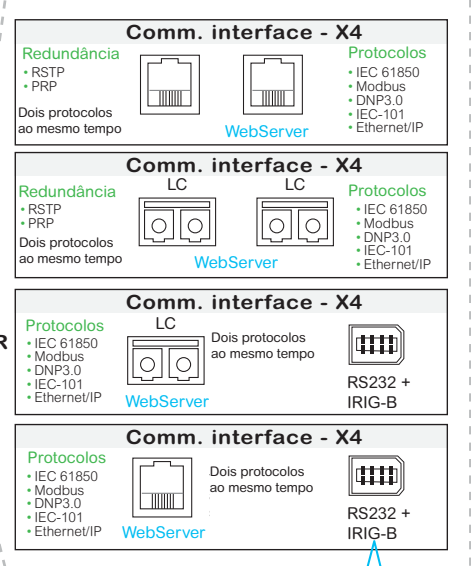 Comm. interface - X4
Redundância
• RSTP
• PRP
Dois protocolos
ao mesmo tempo
WebServer
Protocolos
• IEC 61850
• Modbus
• DNP3.0
• IEC-101
• Ethernet/IP
Comm. interface - X4
Redundância
• RSTP
• PRP
Dois protocolos
ao mesmo tempo
LC
LC
WebServer
Protocolos
• IEC 61850
• Modbus
• DNP3.0
• IEC-101
• Ethernet/IP
R
Comm. interface - X4
Protocolos
• IEC 61850
• Modbus
• DNP3.0
• IEC-101
• Ethernet/IP
LC
WebServer
Dois protocolos
ao mesmo tempo
RS232 +
IRIG-B
Comm. interface - X4
Protocolos
• IEC 61850
• Modbus
• DNP3.0
• IEC-101
• Ethernet/IP
WebServer
Dois protocolos
ao mesmo tempo
RS232 +
IRIG-B